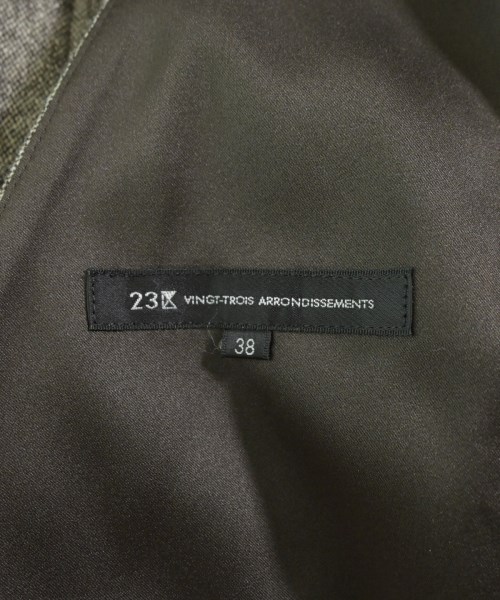 23区 VINGT-TROIS ARRONDISSEMENTS
38